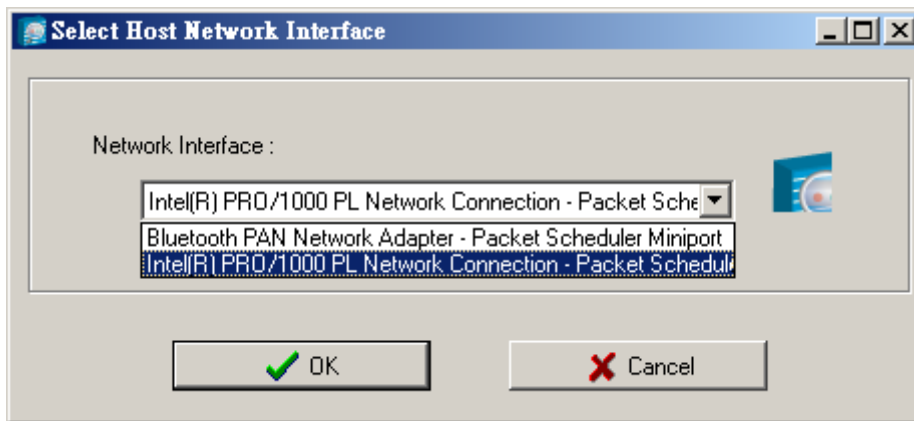 Select Host Network Interface
Network Interface :
Intel(R) PRO/1000 PL Network Connection - Packet Sche
Bluetooth PAN Network Adapter - Packet Scheduler Miniport
Intel(R) PRO/1000 PL Network Connection - Packet Schedul
OK
Cancel